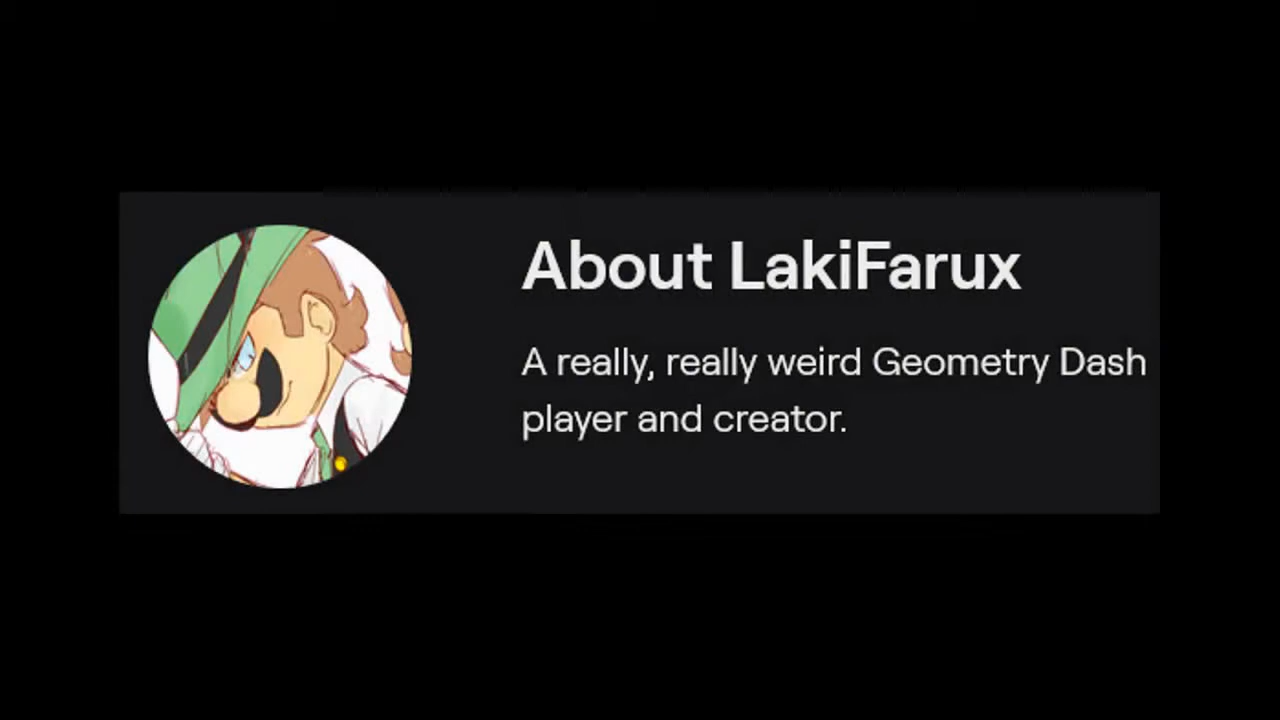 About LakiFarux
A really, really weird Geometry Dash
player and creator.